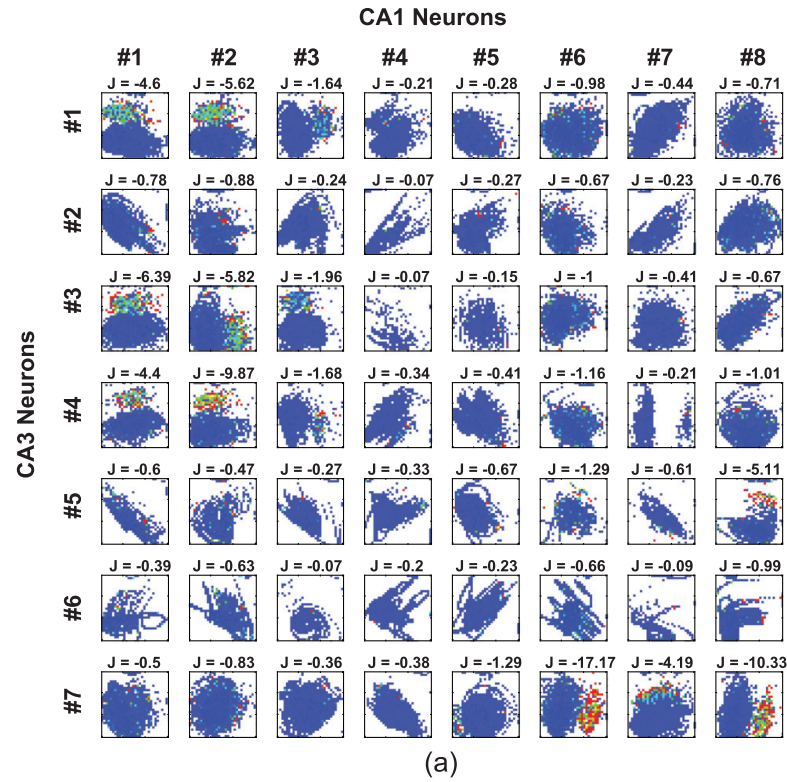 CA1 Neurons
#1 #2 #3 #4 #5 #6 #7 #8
CA3 Neurons
#1
J = -4.6 J = -5.62 J = -1.64 J = -0.21 J = -0.28 J = -0.98 J = -0.44 J = -0.71
#2
J = -0.78 J = -0.88 J = -0.24 J = -0.07 J = -0.27 J = -0.67 J = -0.23 J = -0.76
#3
J = -6.39 J = -5.82 J = -1.96 J = -0.07 J = -0.15 J = -1 J = -0.41 J = -0.67
#4
J = -4.4 J = -9.87 J = -1.68 J = -0.34 J = -0.41 J = -1.16 J = -0.21 J = -1.01
#5
J = -0.6 J = -0.47 J = -0.27 J = -0.33 J = -0.67 J = -1.29 J = -0.61 J = -5.11
#6
J = -0.39 J = -0.63 J = -0.07 J = -0.2 J = -0.23 J = -0.66 J = -0.09 J = -0.99
#7
J = -0.5 J = -0.83 J = -0.36 J = -0.38 J = -1.29 J = -17.17 J = -4.19 J = -10.33
(a)